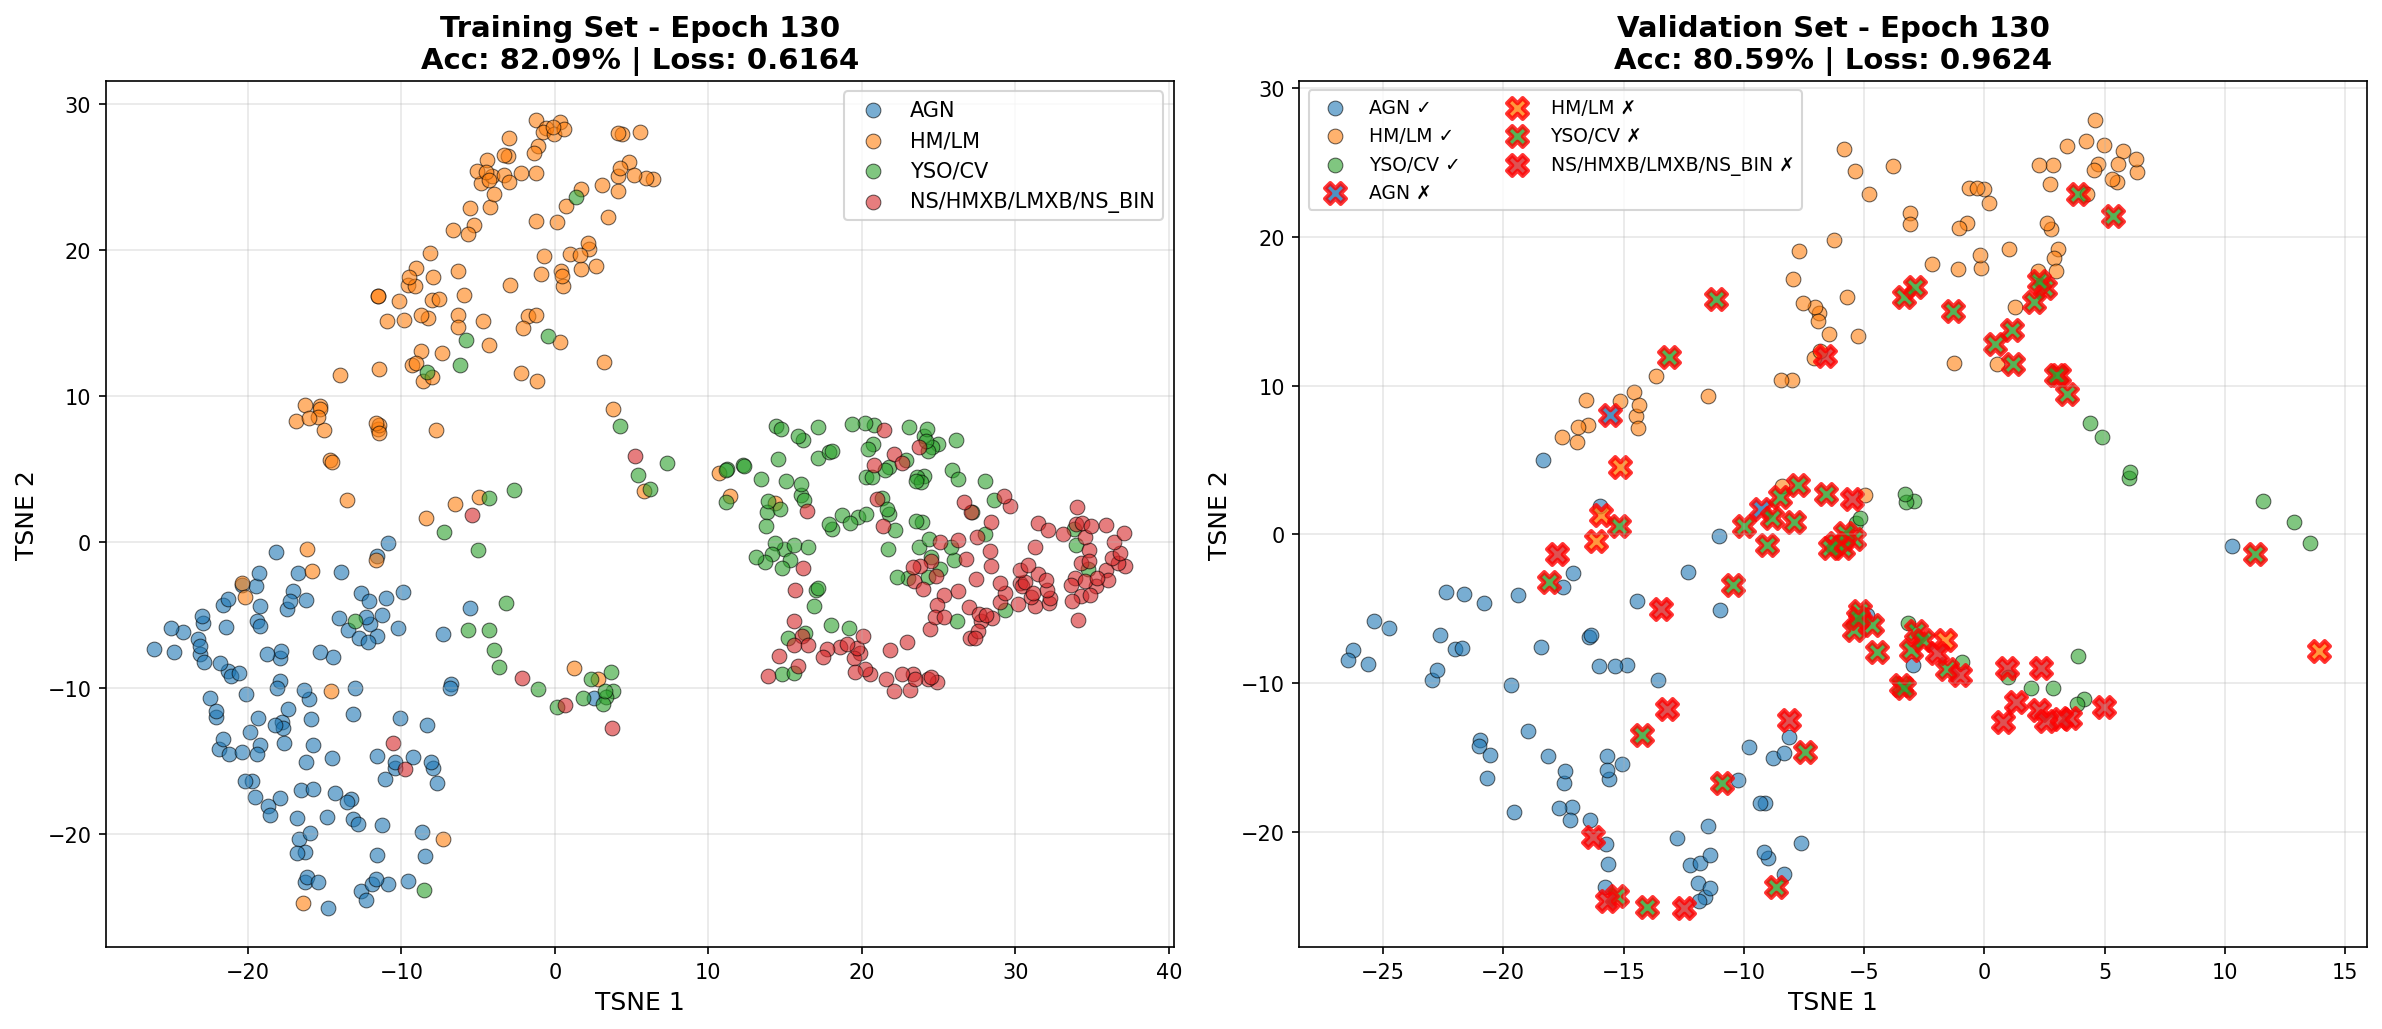 Training Set - Epoch 130
Acc: 82.09% | Loss: 0.6164
AGN
HM/LM
YSO/CV
NS/HMXB/LMXB/NS_BIN
30
20
10
0
−10
−20
TSNE 2
−20
−10
0
10
20
30
40
TSNE 1
Validation Set - Epoch 130
Acc: 80.59% | Loss: 0.9624
AGN ✓
HM/LM ✓
YSO/CV ✓
AGN ✗
HM/LM ✗
YSO/CV ✗
NS/HMXB/LMXB/NS_BIN ✗
30
20
10
0
−10
−20
TSNE 2
−25
−20
−15
−10
−5
0
5
10
15
TSNE 1